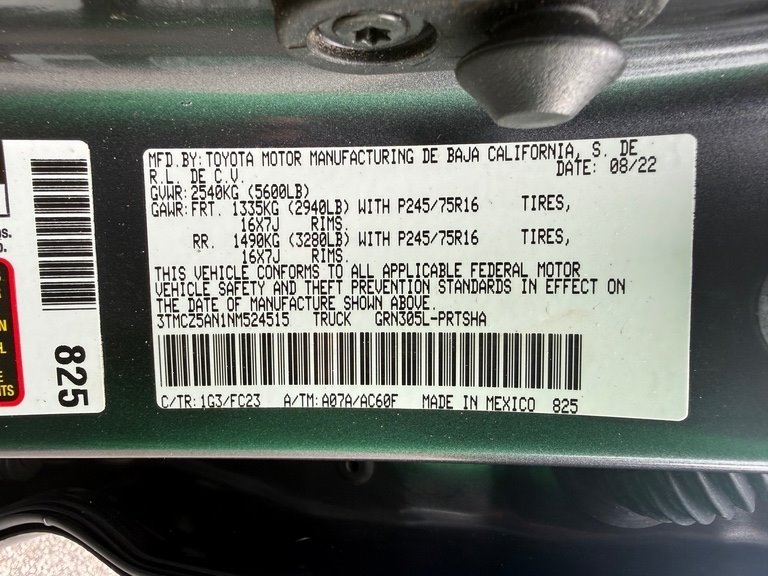 MFD.BY:TOYOTA MOTOR MANUFACTURING DE BAJA CALIFORNIA, S. DE
R.L. DE C.V. DATE: 08/22
GVWR:2540KG (5600LB)
GAWR:FRT. 1335KG (2940LB) WITH P245/75R16 TIRES,
16X7J RIMS.
RR. 1490KG (3280LB) WITH P245/75R16 TIRES,
16X7J RIMS.
THIS VEHICLE CONFORMS TO ALL APPLICABLE FEDERAL MOTOR
VEHICLE SAFETY AND THEFT PREVENTION STANDARDS IN EFFECT ON
THE DATE OF MANUFACTURE SHOWN ABOVE.
3TMCZ5AN1NM524515 TRUCK GRN305L-PRTSHA
C/TR:1G3/FC23 A/TM:A07A/AC60F MADE IN MEXICO 825
825